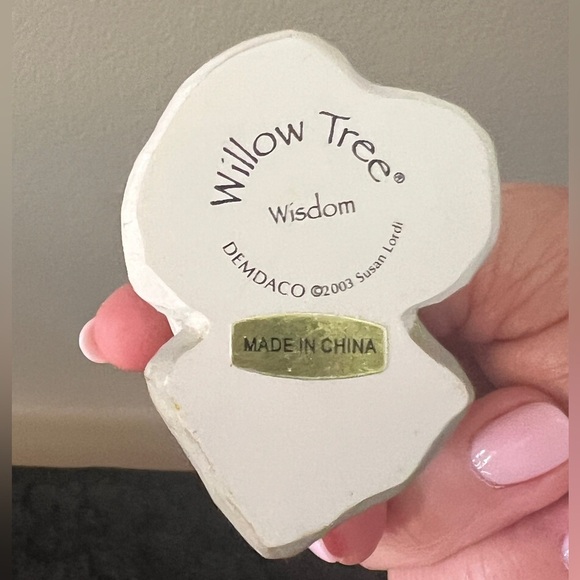 Willow Tree®
Wisdom
DEMDACO ©2003 Susan Lordi
MADE IN CHINA